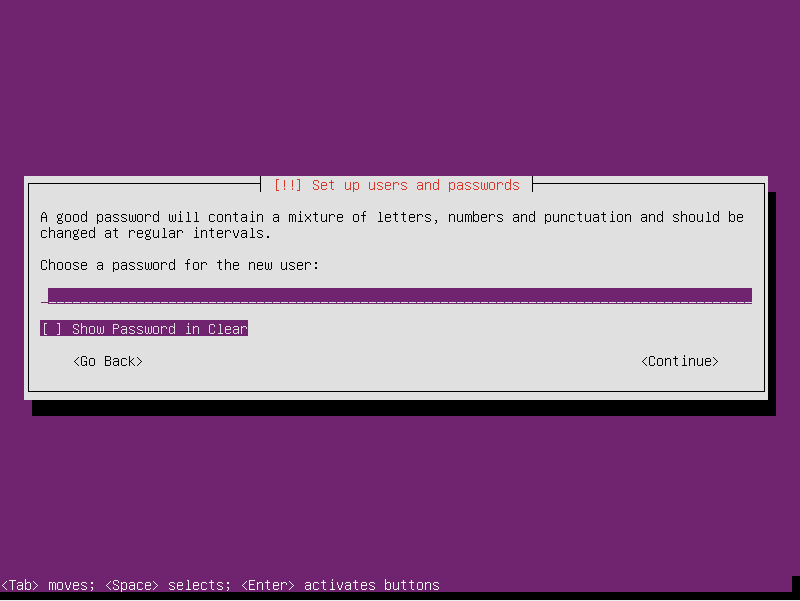 [!!] Set up users and passwords
A good password will contain a mixture of letters, numbers and punctuation and should be
changed at regular intervals.
Choose a password for the new user:
[ ] Show Password in Clear
<Go Back> <Continue>
<Tab> moves; <Space> selects; <Enter> activates buttons